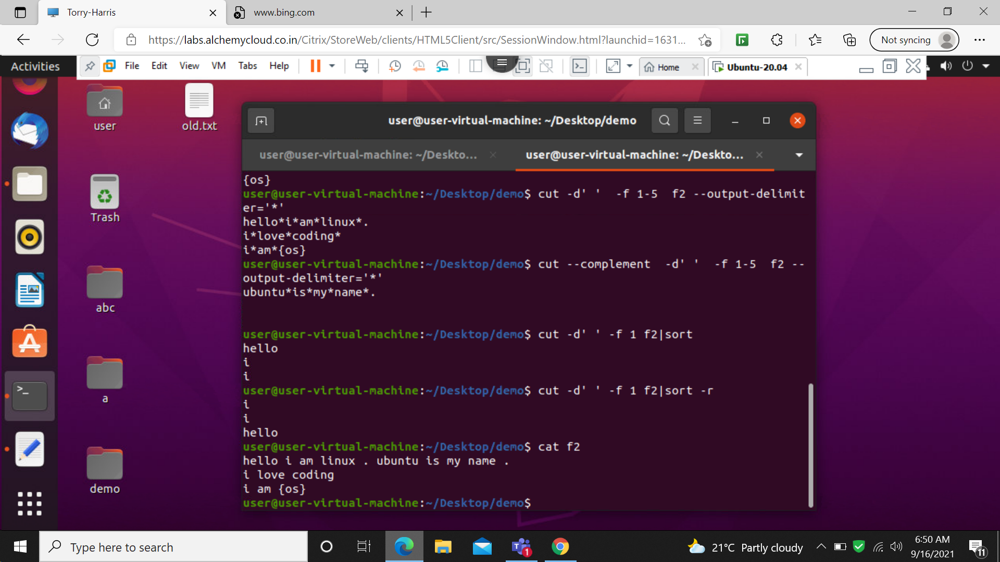 Torry-Harris
www.bing.com
https://labs.alchemycloud.co.in/Citrix/StoreWeb/clients/HTML5Client/src/SessionWindow.html?launchid=1631...
Not syncing
Activities
File Edit View VM Tabs Help
Home
Ubuntu-20.04
user
old.txt
Trash
abc
a
demo
user@user-virtual-machine: ~/Desktop/demo
user@user-virtual-machine: ~/Deskto...
user@user-virtual-machine: ~/Deskto...
{os}
user@user-virtual-machine:~/Desktop/demo$ cut -d' '  -f 1-5  f2 --output-delimit
er='*'
hello*i*am*linux*.
i*love*coding*
i*am*{os}
user@user-virtual-machine:~/Desktop/demo$ cut --complement  -d' '  -f 1-5  f2 --
output-delimiter='*'
ubuntu*is*my*name*.
user@user-virtual-machine:~/Desktop/demo$ cut -d' ' -f 1 f2|sort
hello
i
i
user@user-virtual-machine:~/Desktop/demo$ cut -d' ' -f 1 f2|sort -r
i
i
hello
user@user-virtual-machine:~/Desktop/demo$ cat f2
hello i am linux . ubuntu is my name .
i love coding
i am {os}
user@user-virtual-machine:~/Desktop/demo$
Type here to search
1
21°C Partly cloudy
6:50 AM
9/16/2021
11